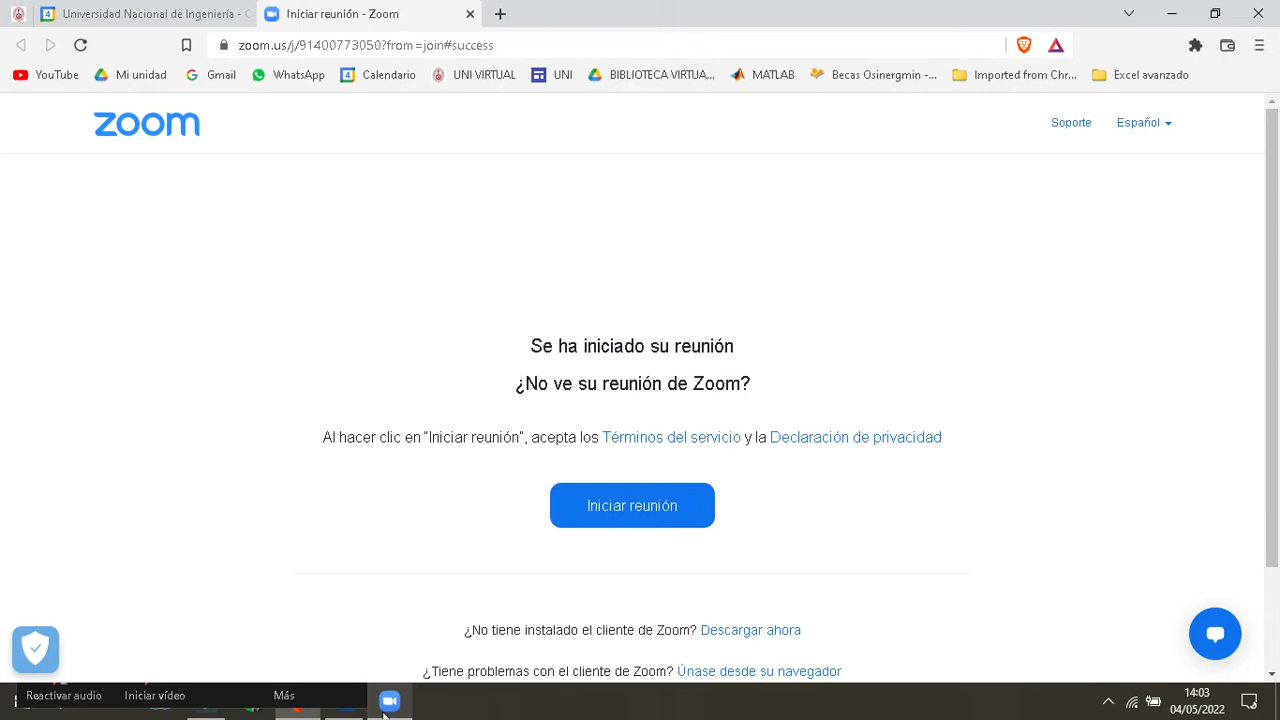 Universidad Nacional de Ingeniería - C
Iniciar reunión - Zoom
zoom.us/j/91400773050?from=join#success
YouTube
Mi unidad
Gmail
WhatsApp
Calendario
UNI VIRTUAL
UNI
BIBLIOTECA VIRTUA...
MATLAB
Becas Osinergmin -...
Imported from Chr...
Excel avanzado
zoom
Soporte
Español
Se ha iniciado su reunión
¿No ve su reunión de Zoom?
Al hacer clic en "Iniciar reunión", acepta los Términos del servicio y la Declaración de privacidad
Iniciar reunión
¿No tiene instalado el cliente de Zoom? Descargar ahora
¿Tiene problemas con el cliente de Zoom? Únase desde su navegador
Reactivar audio
Iniciar vídeo
Más
14:03
04/05/2022